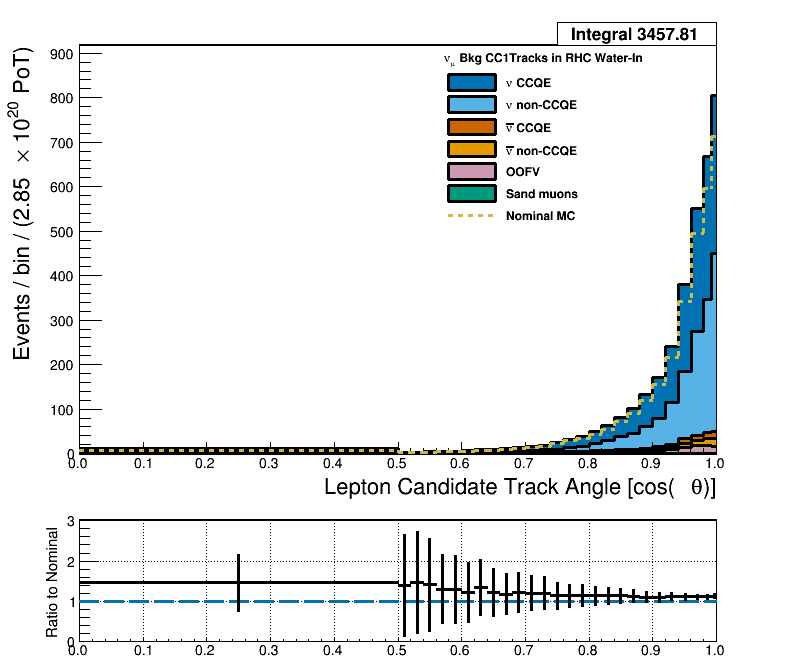 Integral 3457.81
ν_μ Bkg CC1Tracks in RHC Water-In
ν CCQE
ν non-CCQE
ν̅ CCQE
ν̅ non-CCQE
OOFV
Sand muons
Nominal MC
Events / bin / (2.85 × 10^20 PoT)
900
800
700
600
500
400
300
200
100
0
0.0 0.1 0.2 0.3 0.4 0.5 0.6 0.7 0.8 0.9 1.0
Lepton Candidate Track Angle [cos( θ)]
Ratio to Nominal
3
2
1
0
0.0 0.1 0.2 0.3 0.4 0.5 0.6 0.7 0.8 0.9 1.0